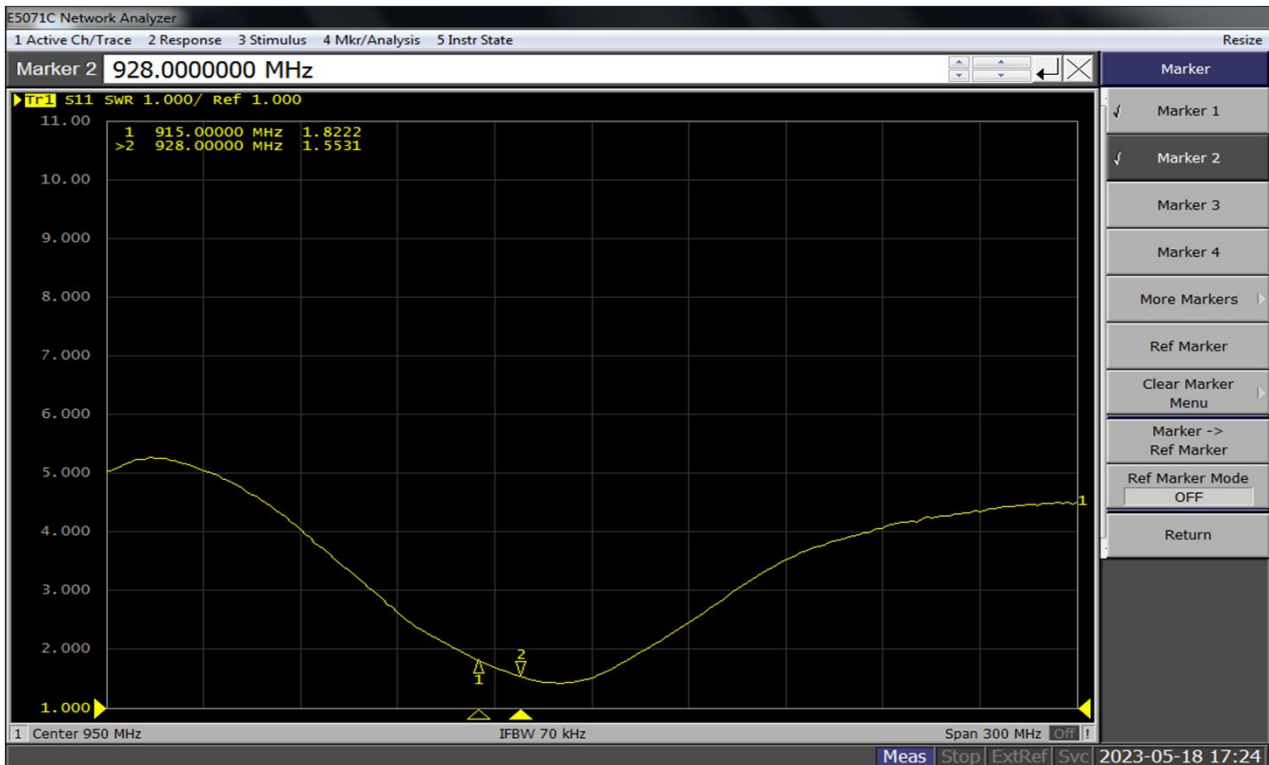 E5071C Network Analyzer
1 Active Ch/Trace 2 Response 3 Stimulus 4 Mkr/Analysis 5 Instr State Resize
Marker 2 928.0000000 MHz
Marker
Tr1 S11 SWR 1.000/ Ref 1.000
11.00
1 915.00000 MHz 1.8222
>2 928.00000 MHz 1.5531
10.00
9.000
8.000
7.000
6.000
5.000
4.000
3.000
2.000
1.000
1
2
1
Marker 1
Marker 2
Marker 3
Marker 4
More Markers
Ref Marker
Clear Marker
Menu
Marker ->
Ref Marker
Ref Marker Mode
OFF
Return
1 Center 950 MHz IFBW 70 kHz Span 300 MHz Off !
Meas Stop ExtRef Svc 2023-05-18 17:24